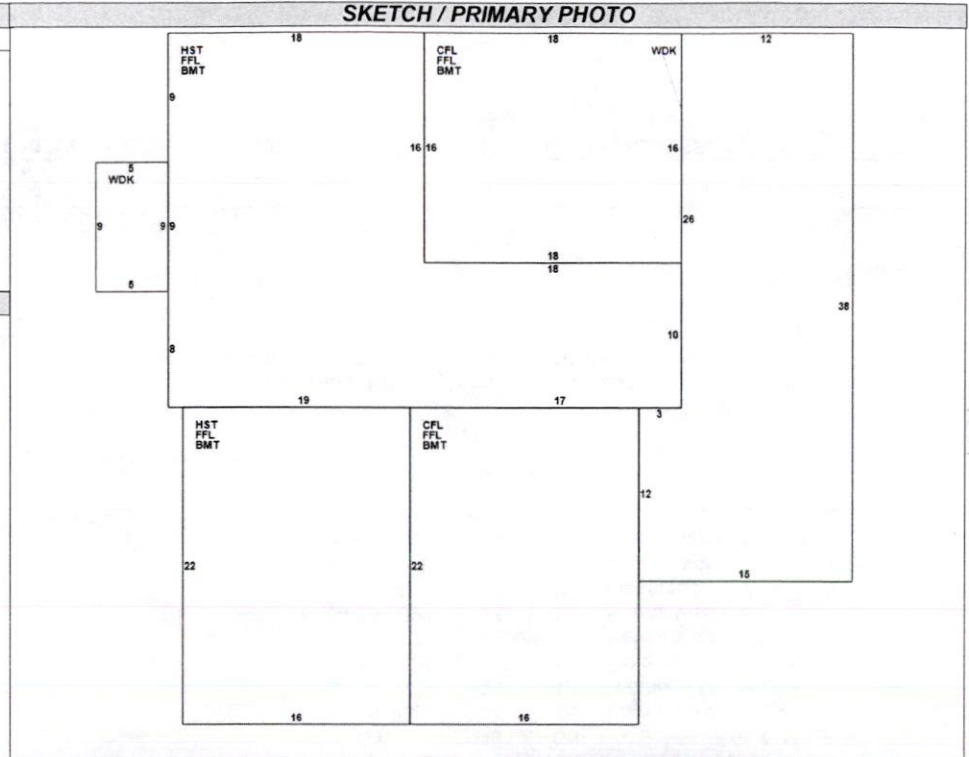 SKETCH / PRIMARY PHOTO
18
18
12
HST
FFL
BMT
CFL
FFL
BMT
WDK
9
16
16
16
5
WDK
9
9
9
26
18
18
5
38
8
10
19
17
3
HST
FFL
BMT
CFL
FFL
BMT
12
22
22
15
16
16